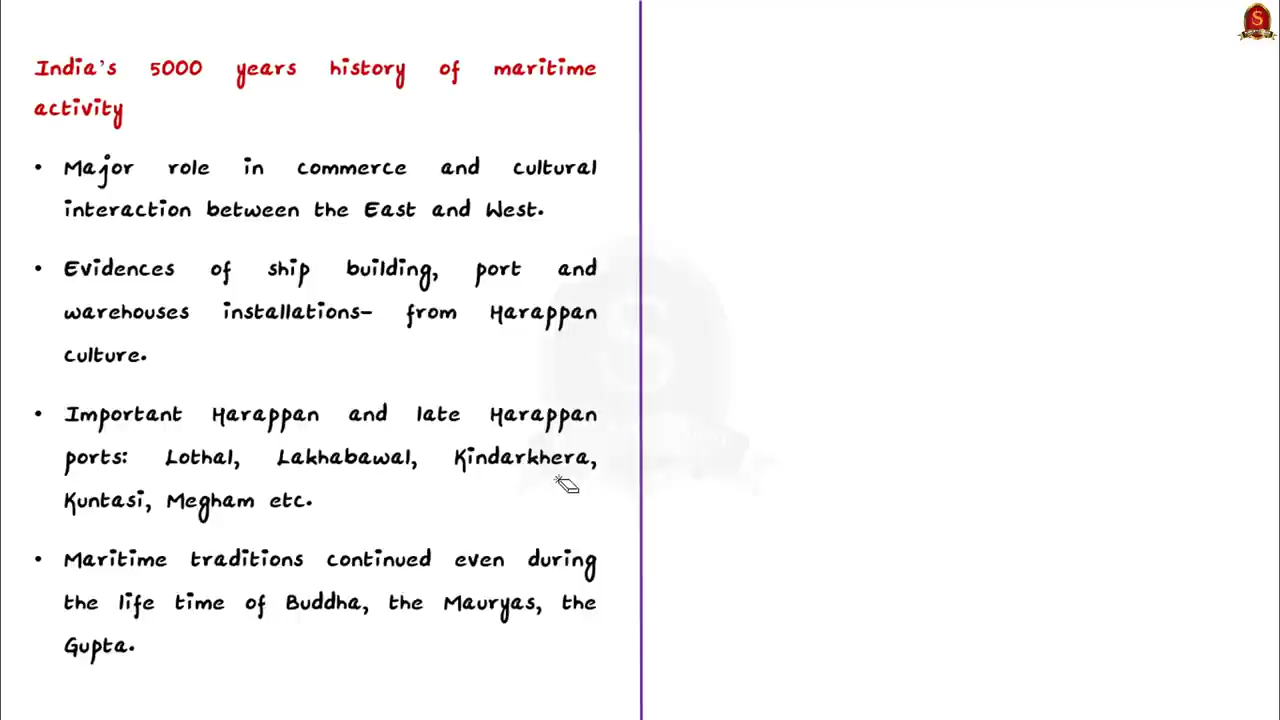 India's 5000 years history of maritime
activity
• Major role in commerce and cultural
interaction between the East and West.
• Evidences of ship building, port and
warehouses installations- from Harappan
culture.
• Important Harappan and late Harappan
ports: Lothal, Lakhabawal, Kindarkhera,
Kuntasi, Megham etc.
• Maritime traditions continued even during
the life time of Buddha, the Mauryas, the
Gupta.
S